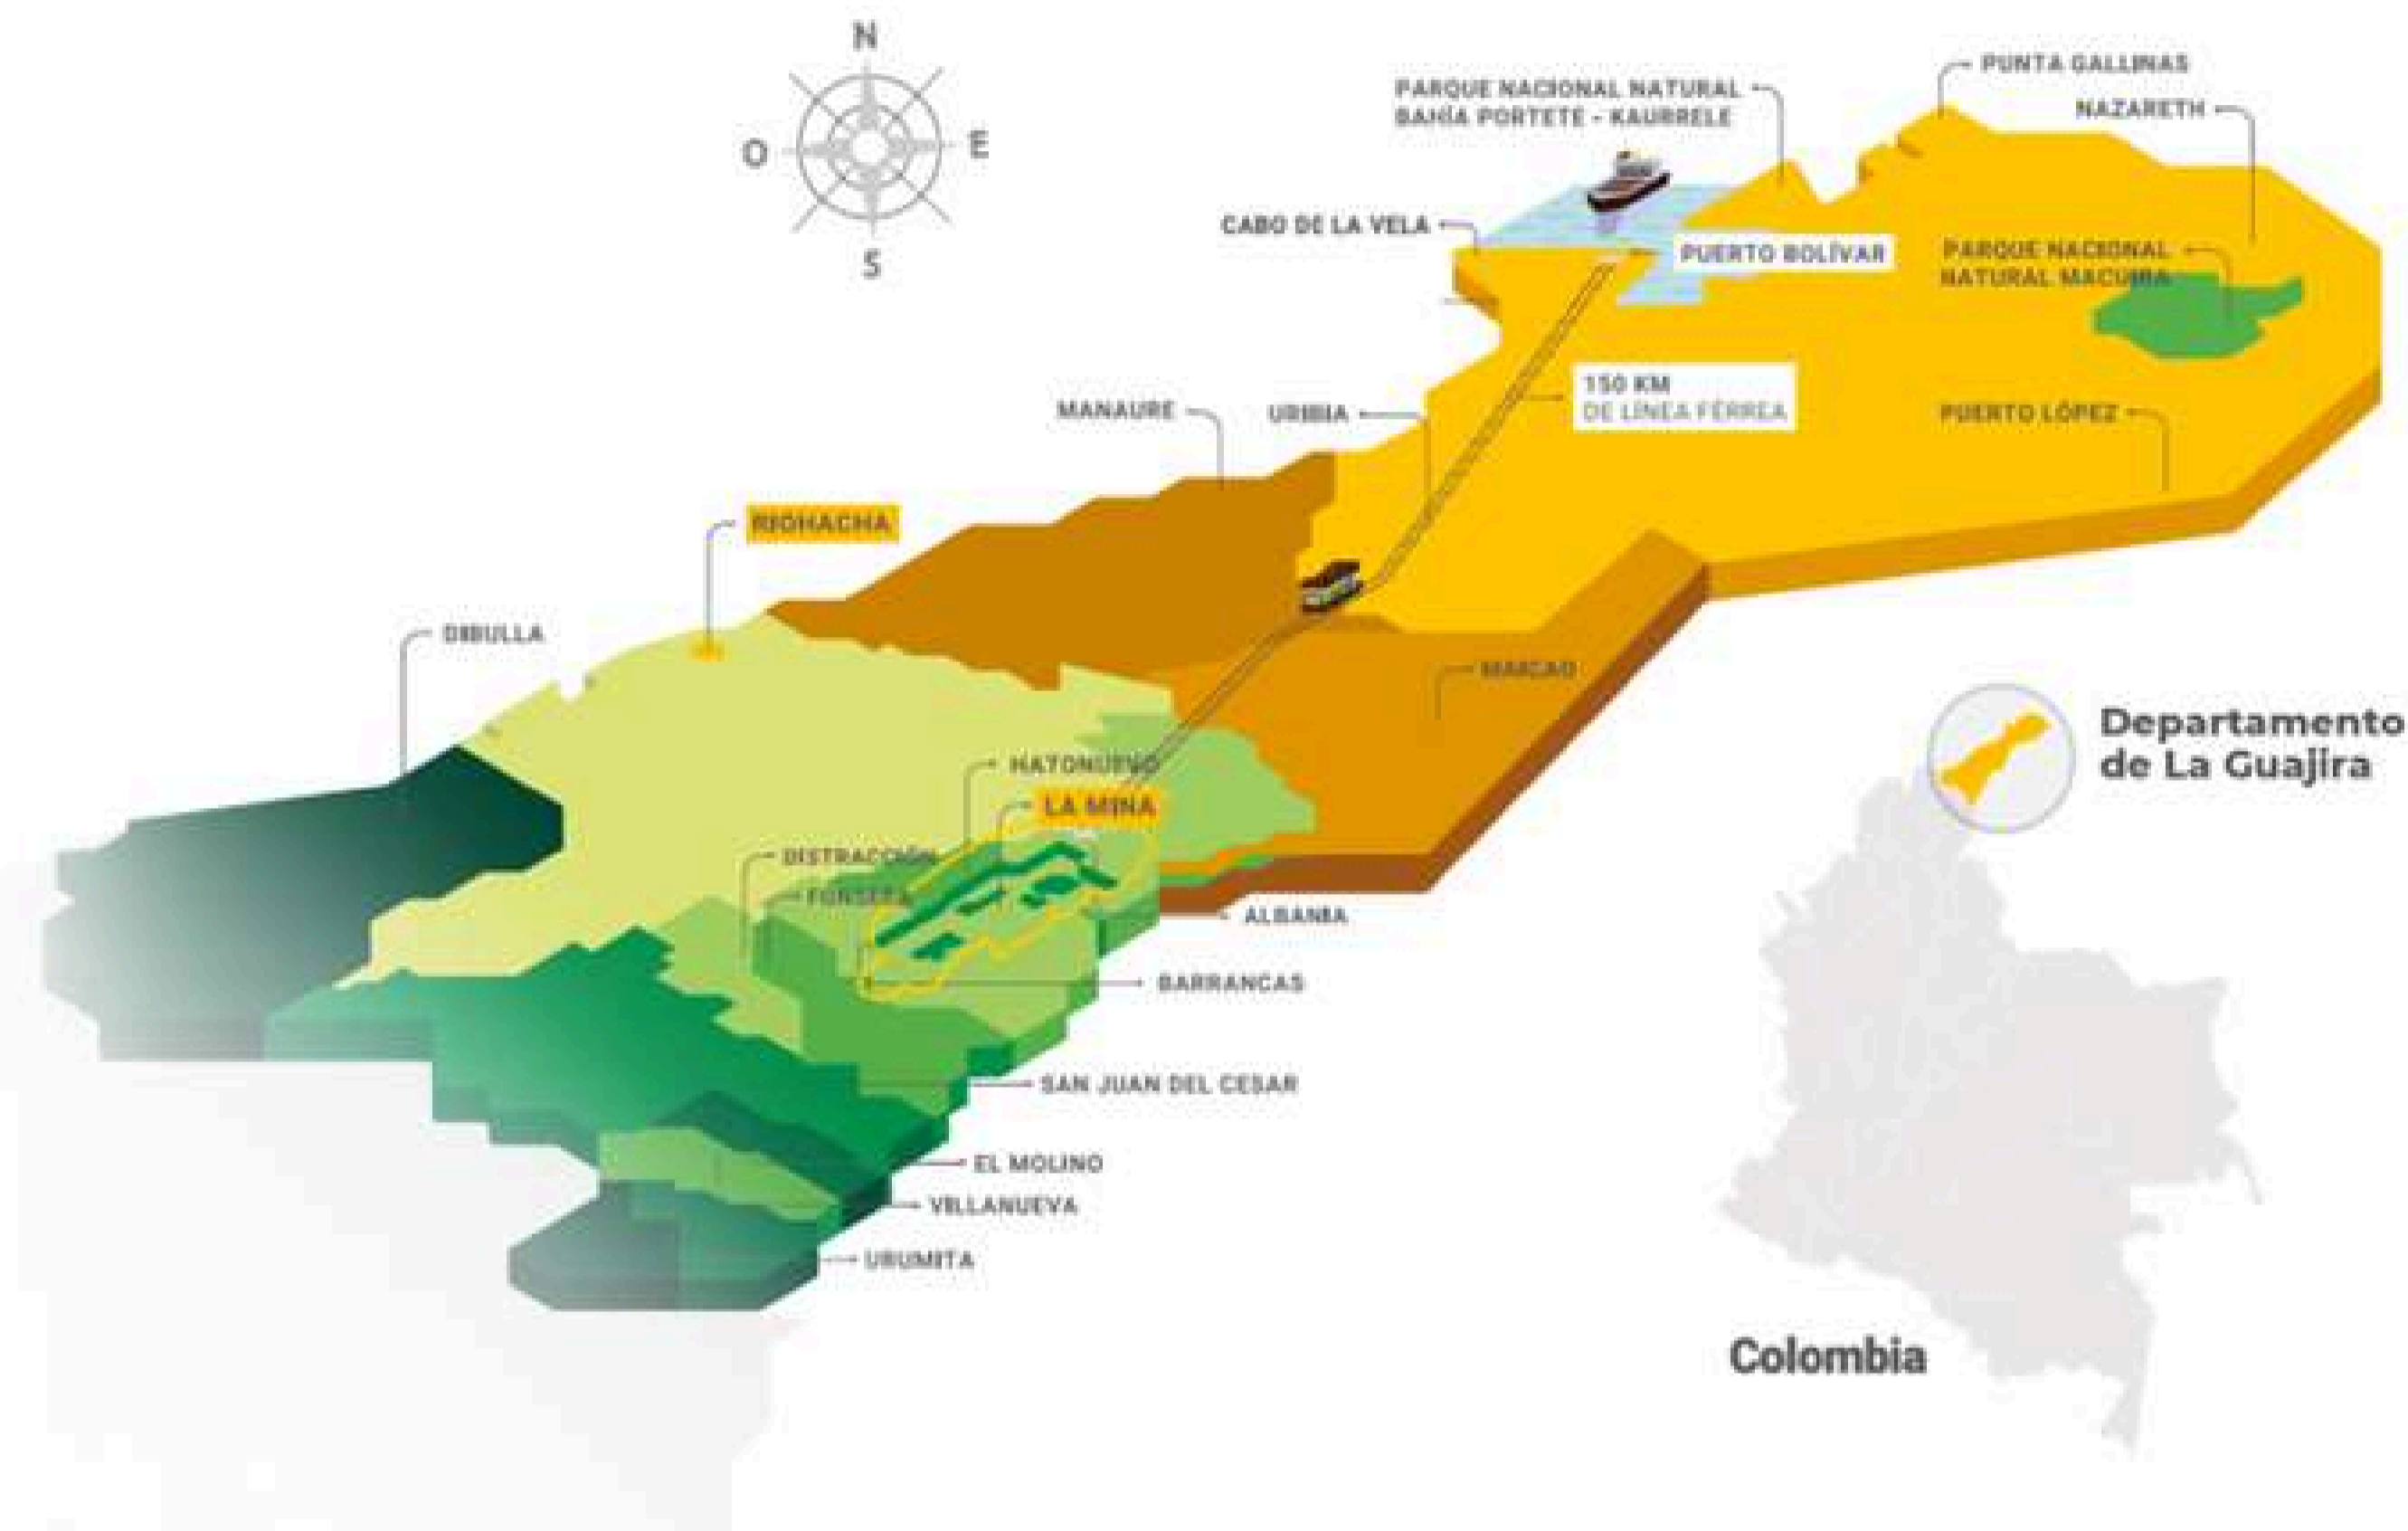 N
O
E
S
PUNTA GALLINAS
PARQUE NACIONAL NATURAL
BAHÍA PORTETE - KAURRELE
NAZARETH
CABO DE LA VELA
PUERTO BOLÍVAR
PARQUE NACIONAL
NATURAL MACUIRA
150 KM
DE LÍNEA FÉRREA
MANAURE
URIBIA
PUERTO LÓPEZ
RIOHACHA
DIBULLA
MAICAO
Departamento
de La Guajira
HATONUEVO
LA MINA
DISTRACCIÓN
FONSECA
ALBANIA
BARRANCAS
SAN JUAN DEL CESAR
EL MOLINO
VILLANUEVA
URUMITA
Colombia